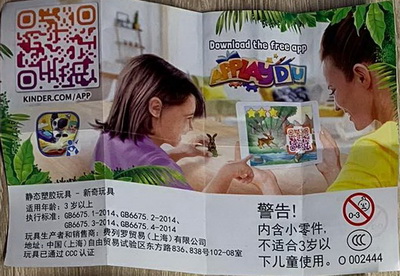 Download the free app
APPLAYDU
KINDER.COM/APP
静态塑胶玩具 - 新奇玩具
适用年龄：3 岁以上
执行标准：GB6675.1-2014、GB6675.2-2014、
GB6675.3-2014、GB6675.4-2014
玩具生产者和销售商：费列罗贸易（上海）有限公司
地址：中国（上海）自由贸易试验区东方路836、838号102-08室
玩具已通过 CCC 认证
警告！
内含小零件，
不适合3岁以
下儿童使用。
0-3
CCC
O 002444